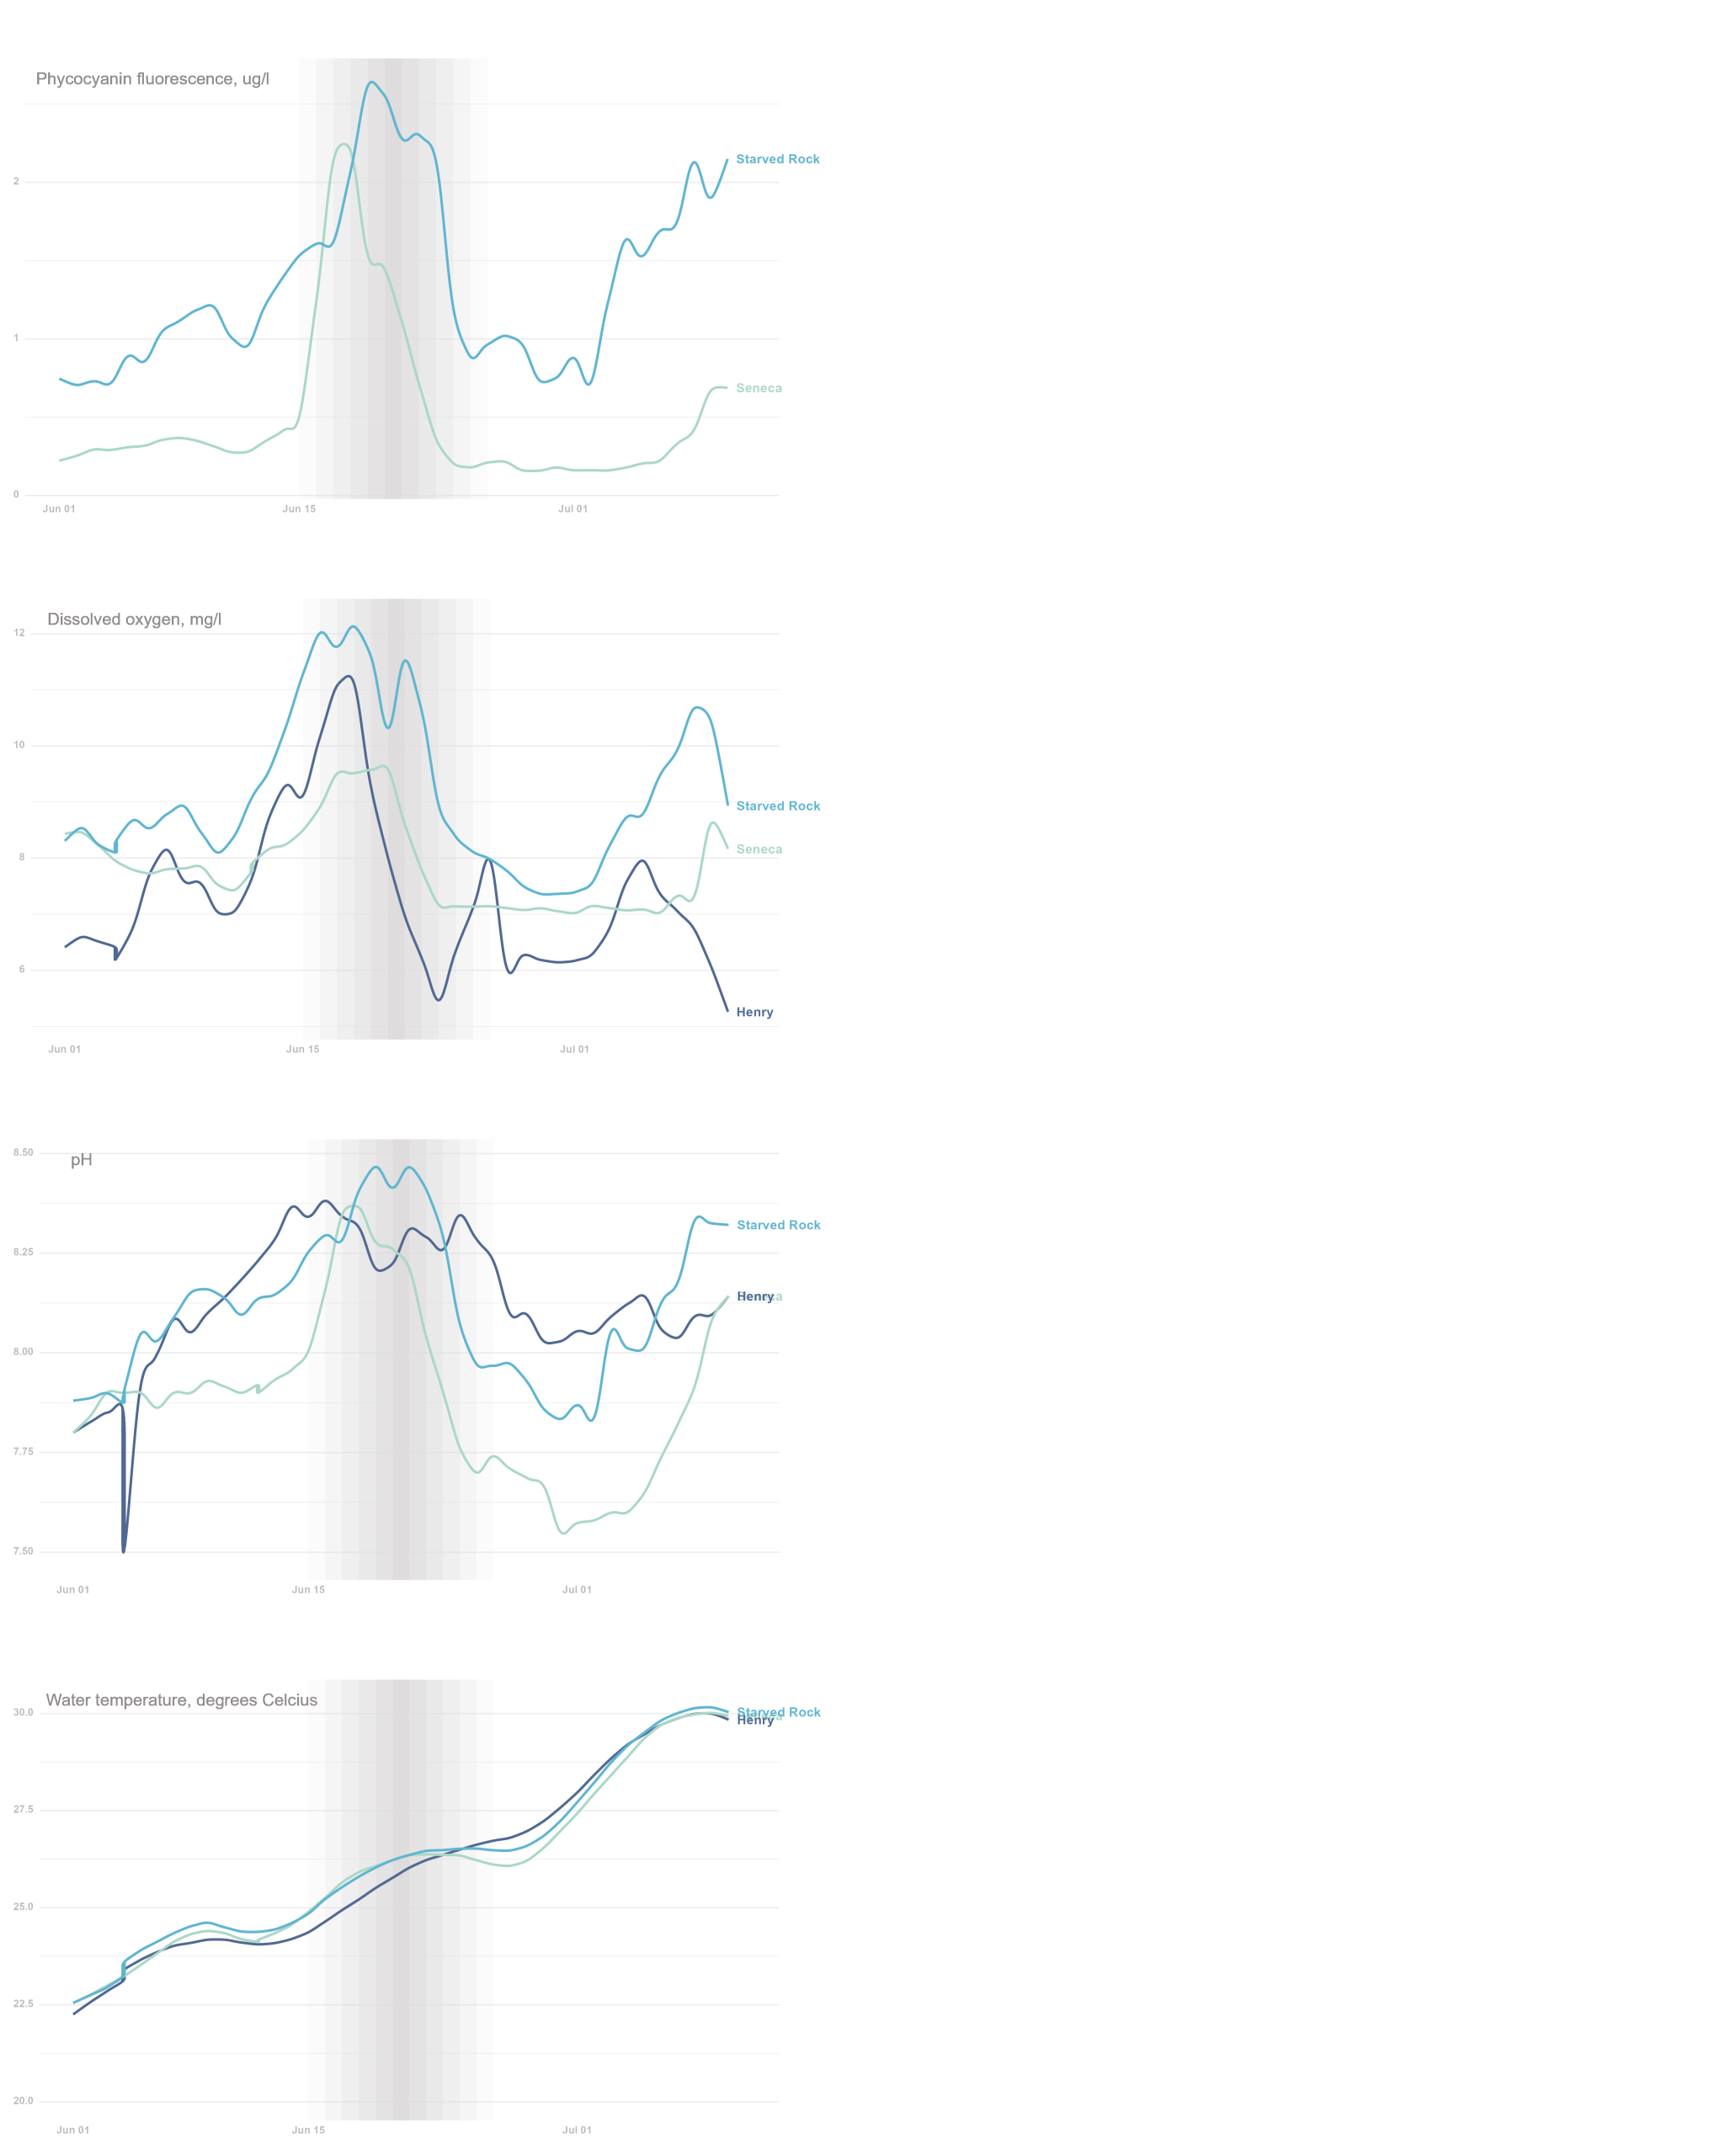 Phycocyanin fluorescence, ug/l
Starved Rock
2
1
Seneca
0
Jun 01 Jun 15 Jul 01
Dissolved oxygen, mg/l
12
10
Starved Rock
Seneca
8
6
Henry
Jun 01 Jun 15 Jul 01
8.50
pH
Starved Rock
8.25
Henry
8.00
7.75
7.50
Jun 01 Jun 15 Jul 01
Water temperature, degrees Celcius
30.0
Starved Rock
Henry
27.5
25.0
22.5
20.0
Jun 01 Jun 15 Jul 01